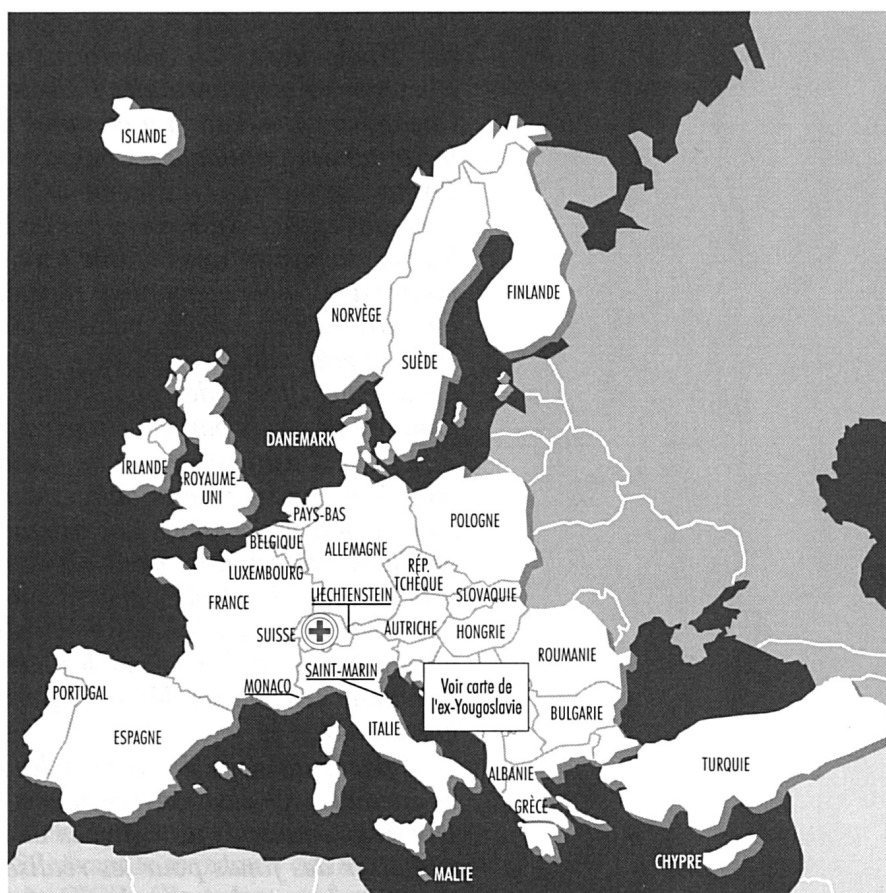 ISLANDE
NORVÈGE
FINLANDE
SUÈDE
DANEMARK
IRLANDE
ROYAUME-
UNI
PAYS-BAS
POLOGNE
BELGIQUE
ALLEMAGNE
LUXEMBOURG
RÉP.
TCHÈQUE
LIECHTENSTEIN
SLOVAQUIE
FRANCE
SUISSE
AUTRICHE
HONGRIE
ROUMANIE
SAINT-MARIN
MONACO
Voir carte de
l'ex-Yougoslavie
PORTUGAL
ESPAGNE
ITALIE
BULGARIE
ALBANIE
TURQUIE
GRÈCE
MALTE
CHYPRE